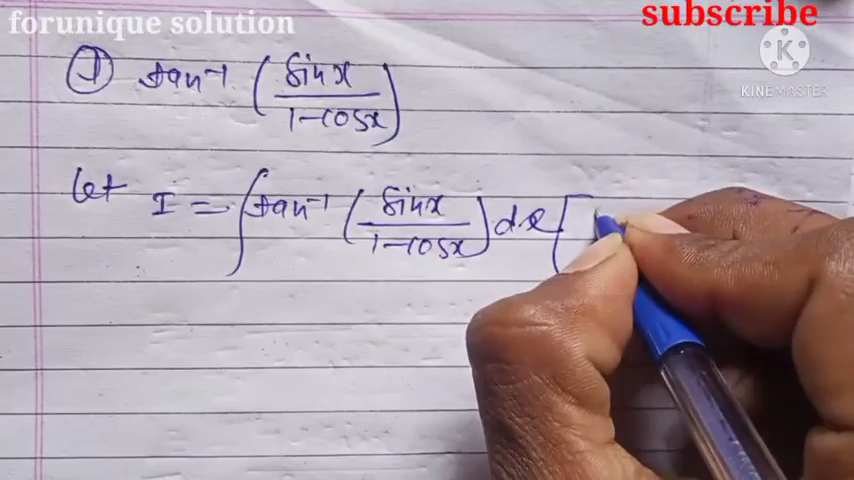 forunique solution
subscribe
K
KINEMASTER
① tan⁻¹ (sinx / 1-cosx)
Let I = ∫tan⁻¹ (sinx / 1-cosx) dx [